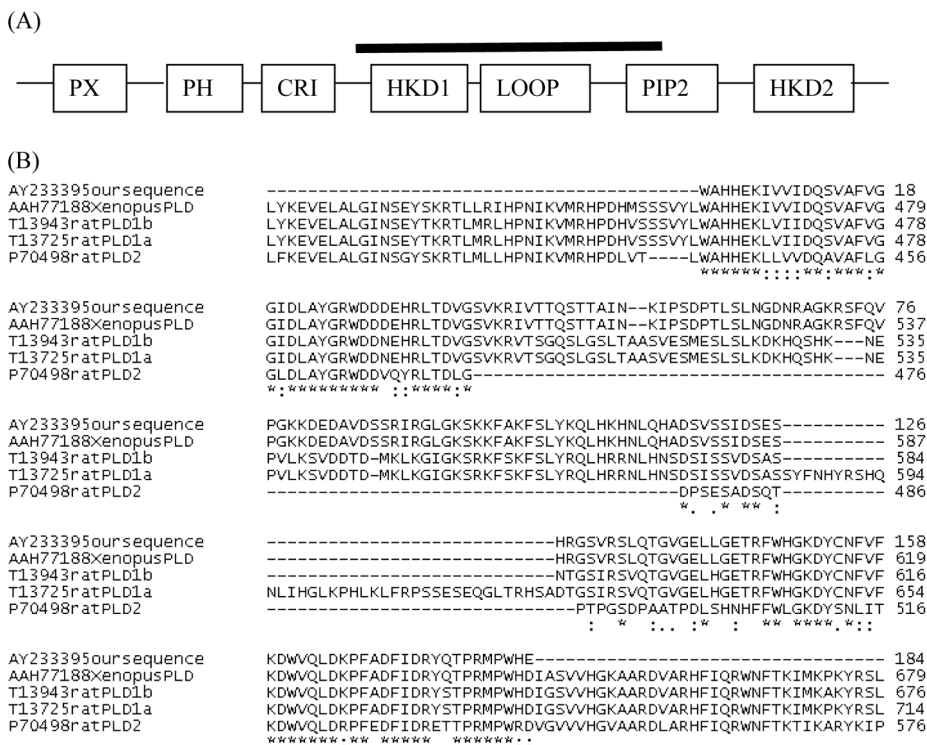 (A)
PX PH CRI HKD1 LOOP PIP2 HKD2
(B)
AY233395oursequence ------------------------------------------WAHHEKIVVIDQSVAFVG 18
AAH77188XenopusPLD LYKEVELALGINSEYSKRTLLRIHPNIKVMRHPDHMSSSVYLWAHHEKIVVIDQSVAFVG 479
T13943ratPLD1b LYKEVELALGINSEYTKRTLMRLHPNIKVMRHPDHVSSSVYLWAHHEKLVIIDQSVAFVG 478
T13725ratPLD1a LYKEVELALGINSEYTKRTLMRLHPNIKVMRHPDHVSSSVYLWAHHEKLVIIDQSVAFVG 478
P70498ratPLD2 LFKEVELALGINSGYSKRTLMLLHPNIKVMRHPDLVT----LWAHHEKLLVVDQAVAFLG 456
******:::**:***:*
AY233395oursequence GIDLAYGRWDDDEHRLTDVGSVKRIVTTQSTTAIN--KIPSDPTLSLNGDNRAGKRSFQV 76
AAH77188XenopusPLD GIDLAYGRWDDDEHRLTDVGSVKRIVTTQSTTAIN--KIPSDPTLSLNGDNRAGKRSFQV 537
T13943ratPLD1b GIDLAYGRWDDNEHRLTDVGSVKRVTSGQSLGSLTAASVESMESLSLKDKHQSHK---NE 535
T13725ratPLD1a GIDLAYGRWDDNEHRLTDVGSVKRVTSGQSLGSLTAASVESMESLSLKDKHQSHK---NE 535
P70498ratPLD2 GLDLAYGRWDDVQYRLTDLG---------------------------------------- 476
*:********* ::****:*
AY233395oursequence PGKKDEDAVDSSRIRGLGKSKKFAKFSLYKQLHKHNLQHADSVSSIDSES---------- 126
AAH77188XenopusPLD PGKKDEDAVDSSRIRGLGKSKKFAKFSLYKQLHKHNLQHADSVSSIDSES---------- 587
T13943ratPLD1b PVLKSVDDTD-MKLKGIGKSRKFSKFSLYRQLHRRNLHNSDSISSVDSAS---------- 584
T13725ratPLD1a PVLKSVDDTD-MKLKGIGKSRKFSKFSLYRQLHRRNLHNSDSISSVDSASSYFNHYRSHQ 594
P70498ratPLD2 ----------------------------------------DPSESADSQT---------- 486
*. .* ** :
AY233395oursequence ----------------------------HRGSVRSLQTGVGELLGETRFWHGKDYCNFVF 158
AAH77188XenopusPLD ----------------------------HRGSVRSLQTGVGELLGETRFWHGKDYCNFVF 619
T13943ratPLD1b ----------------------------NTGSIRSVQTGVGELHGETRFWHGKDYCNFVF 616
T13725ratPLD1a NLIHGLKPHLKLFRPSSESEQGLTRHSADTGSIRSVQTGVGELHGETRFWHGKDYCNFVF 654
P70498ratPLD2 ------------------------------PTPGSDPAATPDLSHNHFFWLGKDYSNLIT 516
: * :.. :* : ** ****.*::
AY233395oursequence KDWVQLDKPFADFIDRYQTPRMPWHE---------------------------------- 184
AAH77188XenopusPLD KDWVQLDKPFADFIDRYQTPRMPWHDIASVVHGKAARDVARHFIQRWNFTKIMKPKYRSL 679
T13943ratPLD1b KDWVQLDKPFADFIDRYSTPRMPWHDIGSVVHGKAARDVARHFIQRWNFTKIMKPKYRSL 676
T13725ratPLD1a KDWVQLDKPFADFIDRYSTPRMPWHDIGSVVHGKAARDVARHFIQRWNFTKIMKPKYRSL 714
P70498ratPLD2 KDWVQLDRPFEDFIDRETTPRMPWRDVGVVVHGVAARDLARHFIQRWNFTKTIKARYKIP 576
*******.** ***** ******..